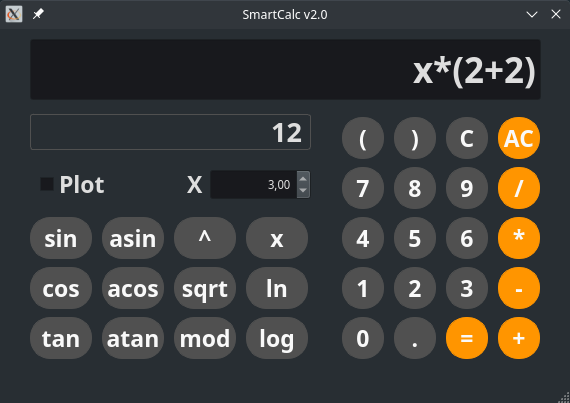 SmartCalc v2.0
x*(2+2)
12
( ) C AC
Plot X 3,00
7 8 9 /
sin asin ^ x
4 5 6 *
cos acos sqrt ln
1 2 3 -
tan atan mod log
0 . = +